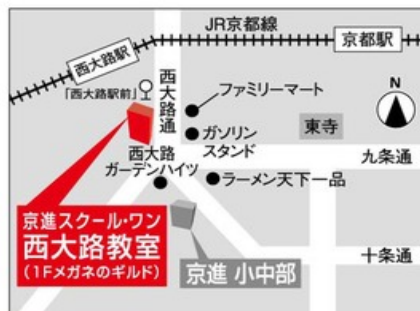 JR京都線
京都駅
西大路駅
「西大路駅前」
西大路通
ファミリーマート
N
ガソリン
スタンド
東寺
西大路
ガーデンハイツ
九条通
ラーメン天下一品
京進スクール・ワン
西大路教室
(1Fメガネのギルド)
京進 小中部
十条通